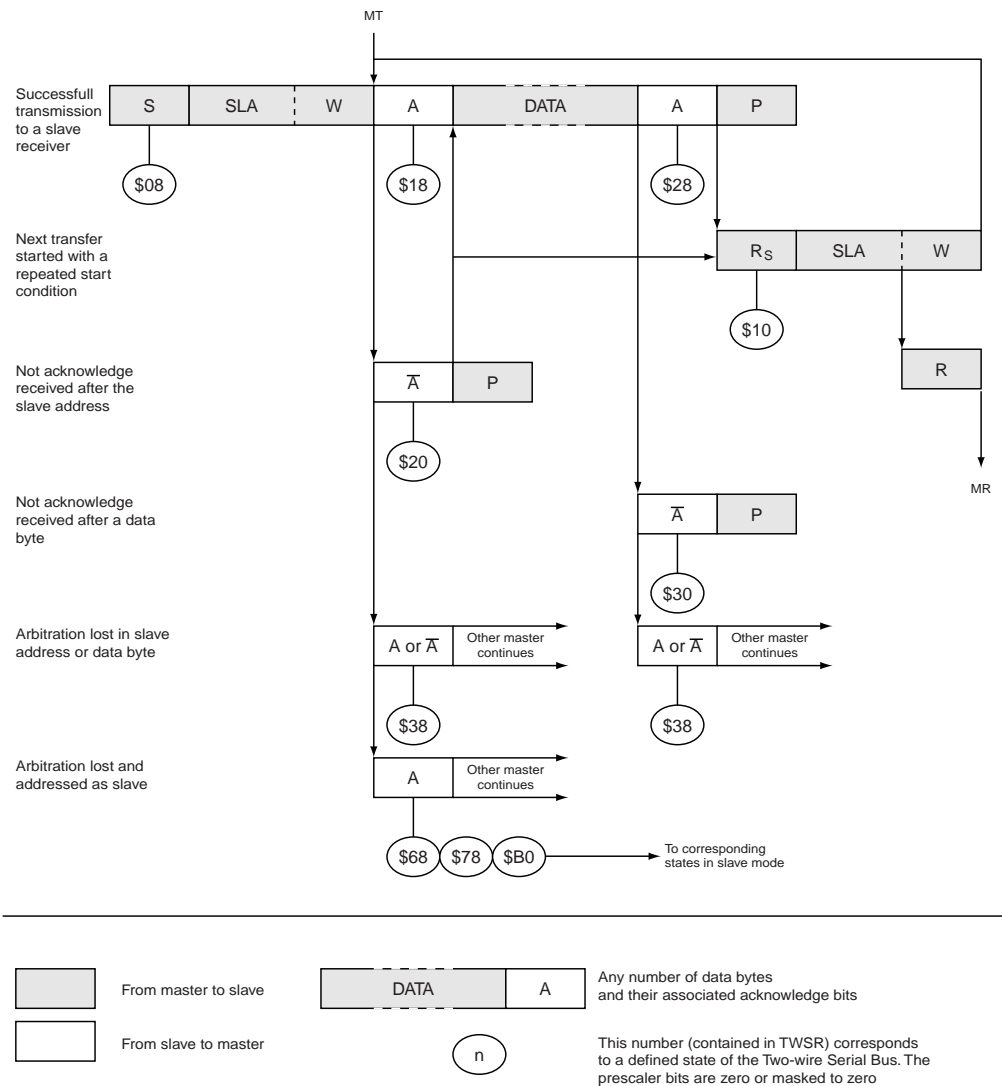 MT
Successfull
transmission
to a slave
receiver
S
SLA
W
A
DATA
A
P
$08
$18
$28
Next transfer
started with a
repeated start
condition
RS
SLA
W
$10
Not acknowledge
received after the
slave address
A̅
P
R
$20
MR
Not acknowledge
received after a data
byte
A̅
P
$30
Arbitration lost in slave
address or data byte
A or A̅
Other master
continues
A or A̅
Other master
continues
$38
$38
Arbitration lost and
addressed as slave
A
Other master
continues
$68
$78
$B0
To corresponding
states in slave mode
From master to slave
DATA
A
Any number of data bytes
and their associated acknowledge bits
From slave to master
n
This number (contained in TWSR) corresponds
to a defined state of the Two-wire Serial Bus. The
prescaler bits are zero or masked to zero